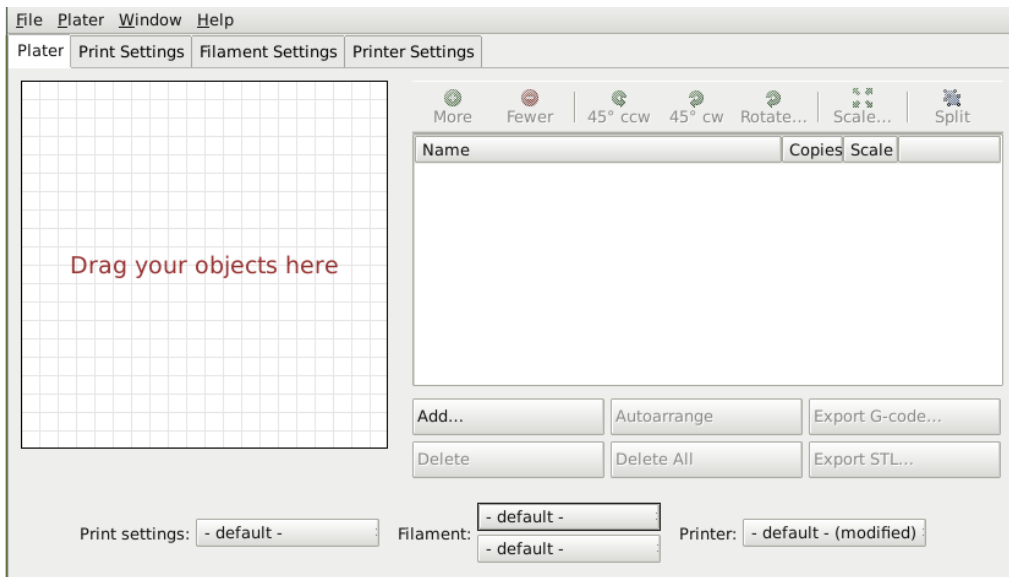 File Plater Window Help
Plater Print Settings Filament Settings Printer Settings
More Fewer 45° ccw 45° cw Rotate... Scale... Split
Name Copies Scale
Drag your objects here
Add... Autoarrange Export G-code...
Delete Delete All Export STL...
Print settings: - default - Filament: - default - Printer: - default - (modified)
- default -